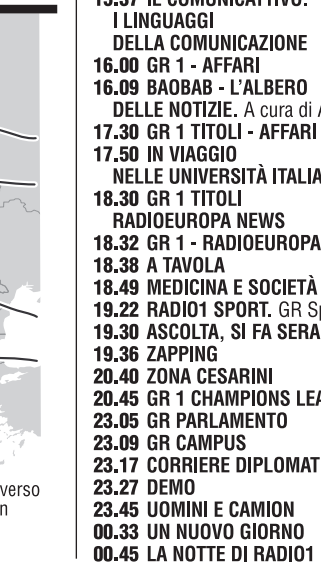 15.37 IL COMUNICATTIVO:
I LINGUAGGI
DELLA COMUNICAZIONE
16.00 GR 1 - AFFARI
16.09 BAOBAB - L'ALBERO
DELLE NOTIZIE. A cura di
17.30 GR 1 TITOLI - AFFARI
17.50 IN VIAGGIO
NELLE UNIVERSITÀ ITALIA
18.30 GR 1 TITOLI
RADIOEUROPA NEWS
18.32 GR 1 - RADIOEUROPA
18.38 A TAVOLA
18.49 MEDICINA E SOCIETÀ
19.22 RADIO1 SPORT. GR Sp
19.30 ASCOLTA, SI FA SERA
19.36 ZAPPING
20.40 ZONA CESARINI
20.45 GR 1 CHAMPIONS LEA
23.05 GR PARLAMENTO
23.09 GR CAMPUS
23.17 CORRIERE DIPLOMAT
23.27 DEMO
23.45 UOMINI E CAMION
00.33 UN NUOVO GIORNO
00.45 LA NOTTE DI RADIO1
verso
n